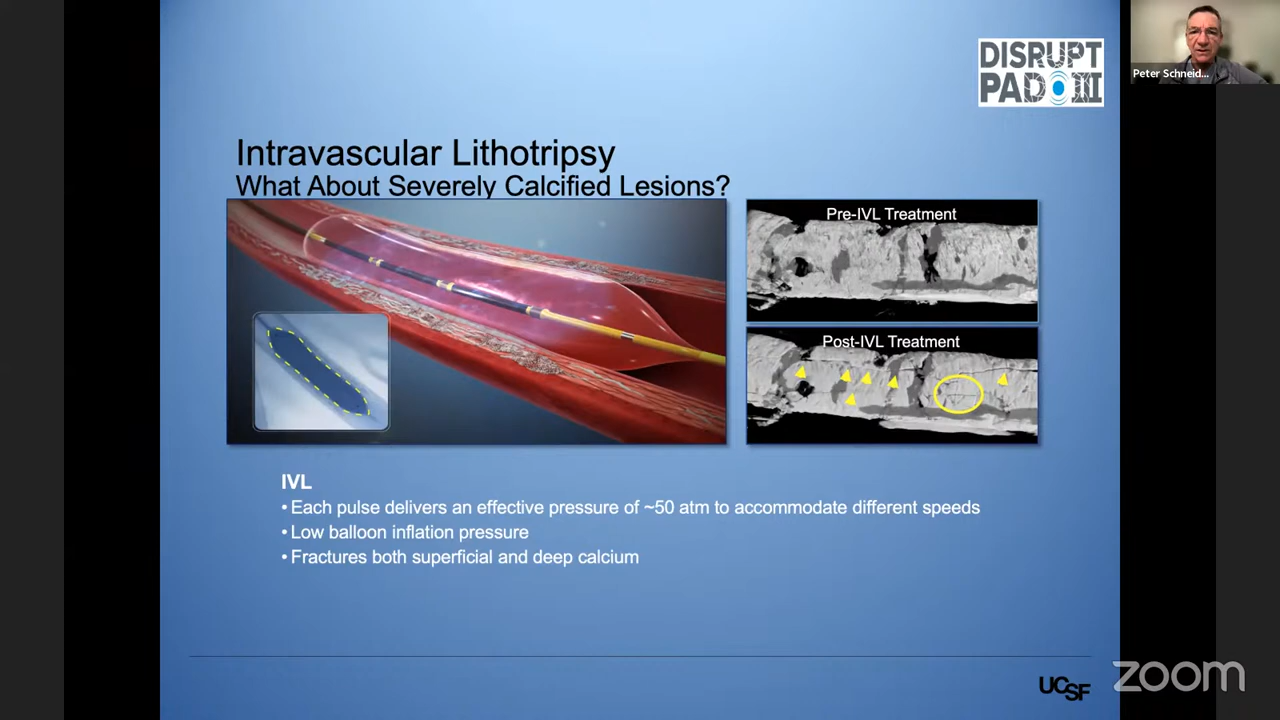 DISRUPT
PAD III
Peter Schneid...
Intravascular Lithotripsy
What About Severely Calcified Lesions?
Pre-IVL Treatment
Post-IVL Treatment
IVL
• Each pulse delivers an effective pressure of ~50 atm to accommodate different speeds
• Low balloon inflation pressure
• Fractures both superficial and deep calcium
UCSF
zoom